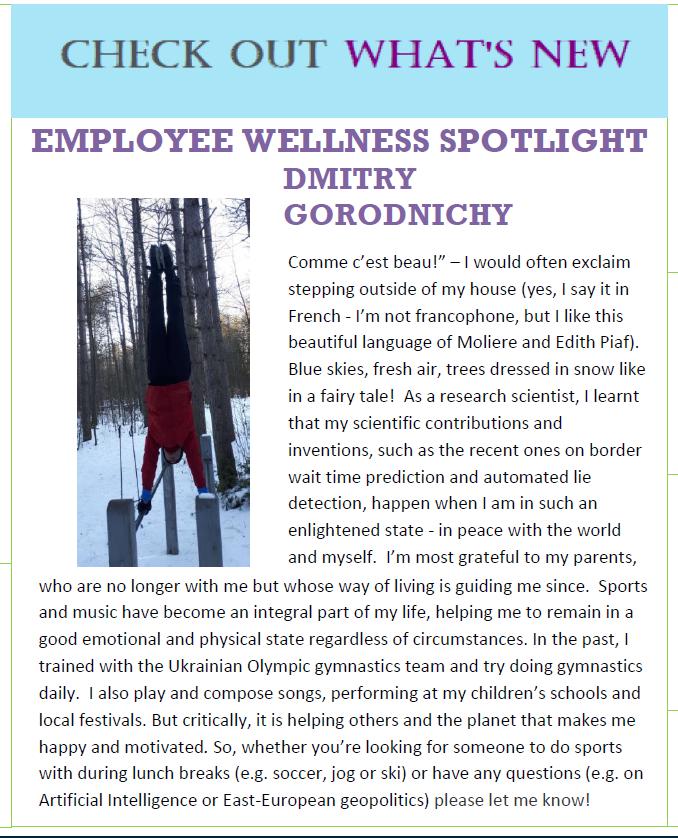 CHECK OUT WHAT'S NEW
EMPLOYEE WELLNESS SPOTLIGHT
DMITRY
GORODNICHY
Comme c’est beau!” – I would often exclaim
stepping outside of my house (yes, I say it in
French - I’m not francophone, but I like this
beautiful language of Moliere and Edith Piaf).
Blue skies, fresh air, trees dressed in snow like
in a fairy tale!  As a research scientist, I learnt
that my scientific contributions and
inventions, such as the recent ones on border
wait time prediction and automated lie
detection, happen when I am in such an
enlightened state - in peace with the world
and myself.  I’m most grateful to my parents,
who are no longer with me but whose way of living is guiding me since.  Sports
and music have become an integral part of my life, helping me to remain in a
good emotional and physical state regardless of circumstances. In the past, I
trained with the Ukrainian Olympic gymnastics team and try doing gymnastics
daily.  I also play and compose songs, performing at my children’s schools and
local festivals. But critically, it is helping others and the planet that makes me
happy and motivated. So, whether you’re looking for someone to do sports
with during lunch breaks (e.g. soccer, jog or ski) or have any questions (e.g. on
Artificial Intelligence or East-European geopolitics) please let me know!